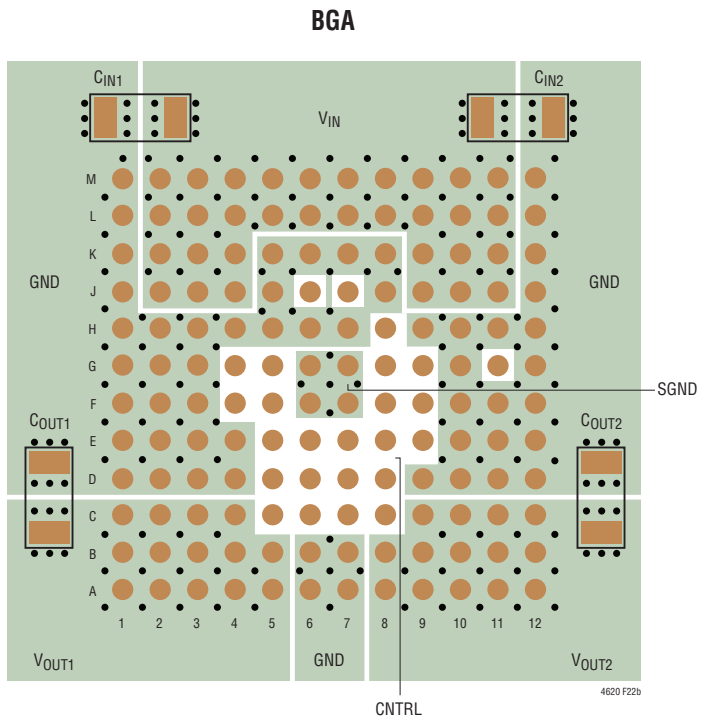 BGA
CIN1
CIN2
VIN
M
L
K
GND
J
GND
H
G
SGND
F
COUT1
COUT2
E
D
C
B
A
1 2 3 4 5 6 7 8 9 10 11 12
VOUT1
GND
VOUT2
4620 F22b
CNTRL